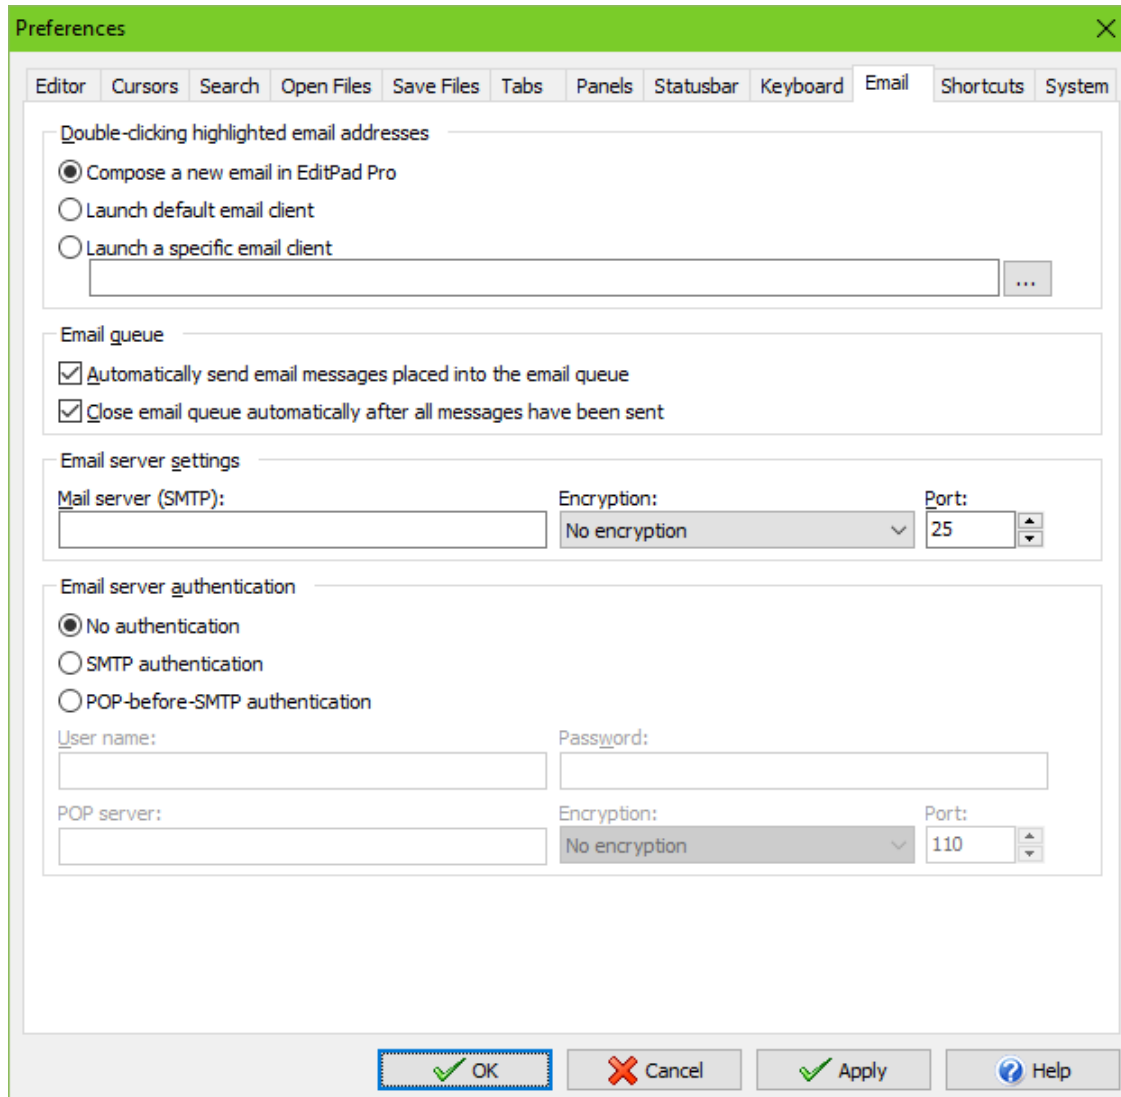 Preferences
Editor Cursors Search Open Files Save Files Tabs Panels Statusbar Keyboard Email Shortcuts System
Double-clicking highlighted email addresses
Compose a new email in EditPad Pro
Launch default email client
Launch a specific email client
...
Email queue
Automatically send email messages placed into the email queue
Close email queue automatically after all messages have been sent
Email server settings
Mail server (SMTP): Encryption: Port:
No encryption 25
Email server authentication
No authentication
SMTP authentication
POP-before-SMTP authentication
User name: Password:
POP server: Encryption: Port:
No encryption 110
OK Cancel Apply Help